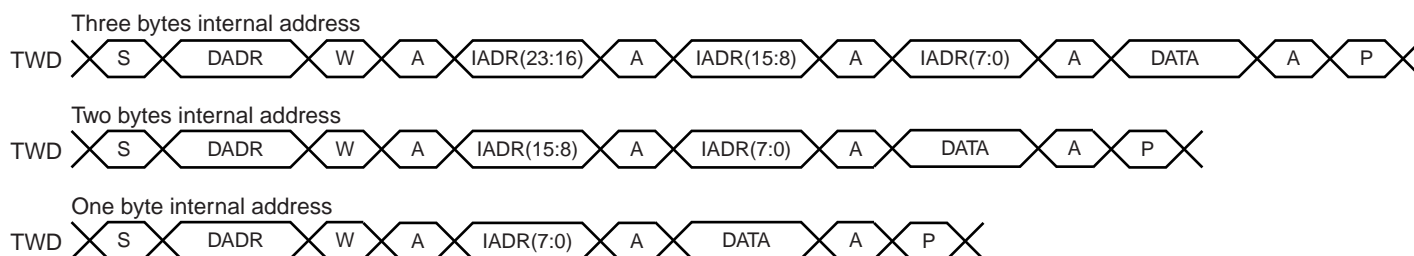 Three bytes internal address
TWD S DADR W A IADR(23:16) A IADR(15:8) A IADR(7:0) A DATA A P
Two bytes internal address
TWD S DADR W A IADR(15:8) A IADR(7:0) A DATA A P
One byte internal address
TWD S DADR W A IADR(7:0) A DATA A P